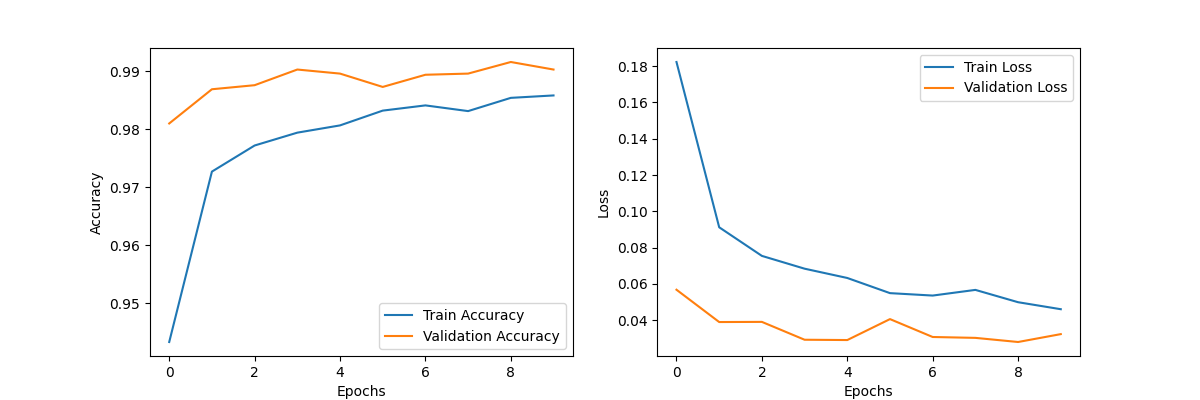 0.99
0.98
0.97
0.96
0.95
Accuracy
0 2 4 6 8
Epochs
Train Accuracy
Validation Accuracy
0.18
0.16
0.14
0.12
0.10
0.08
0.06
0.04
Loss
0 2 4 6 8
Epochs
Train Loss
Validation Loss